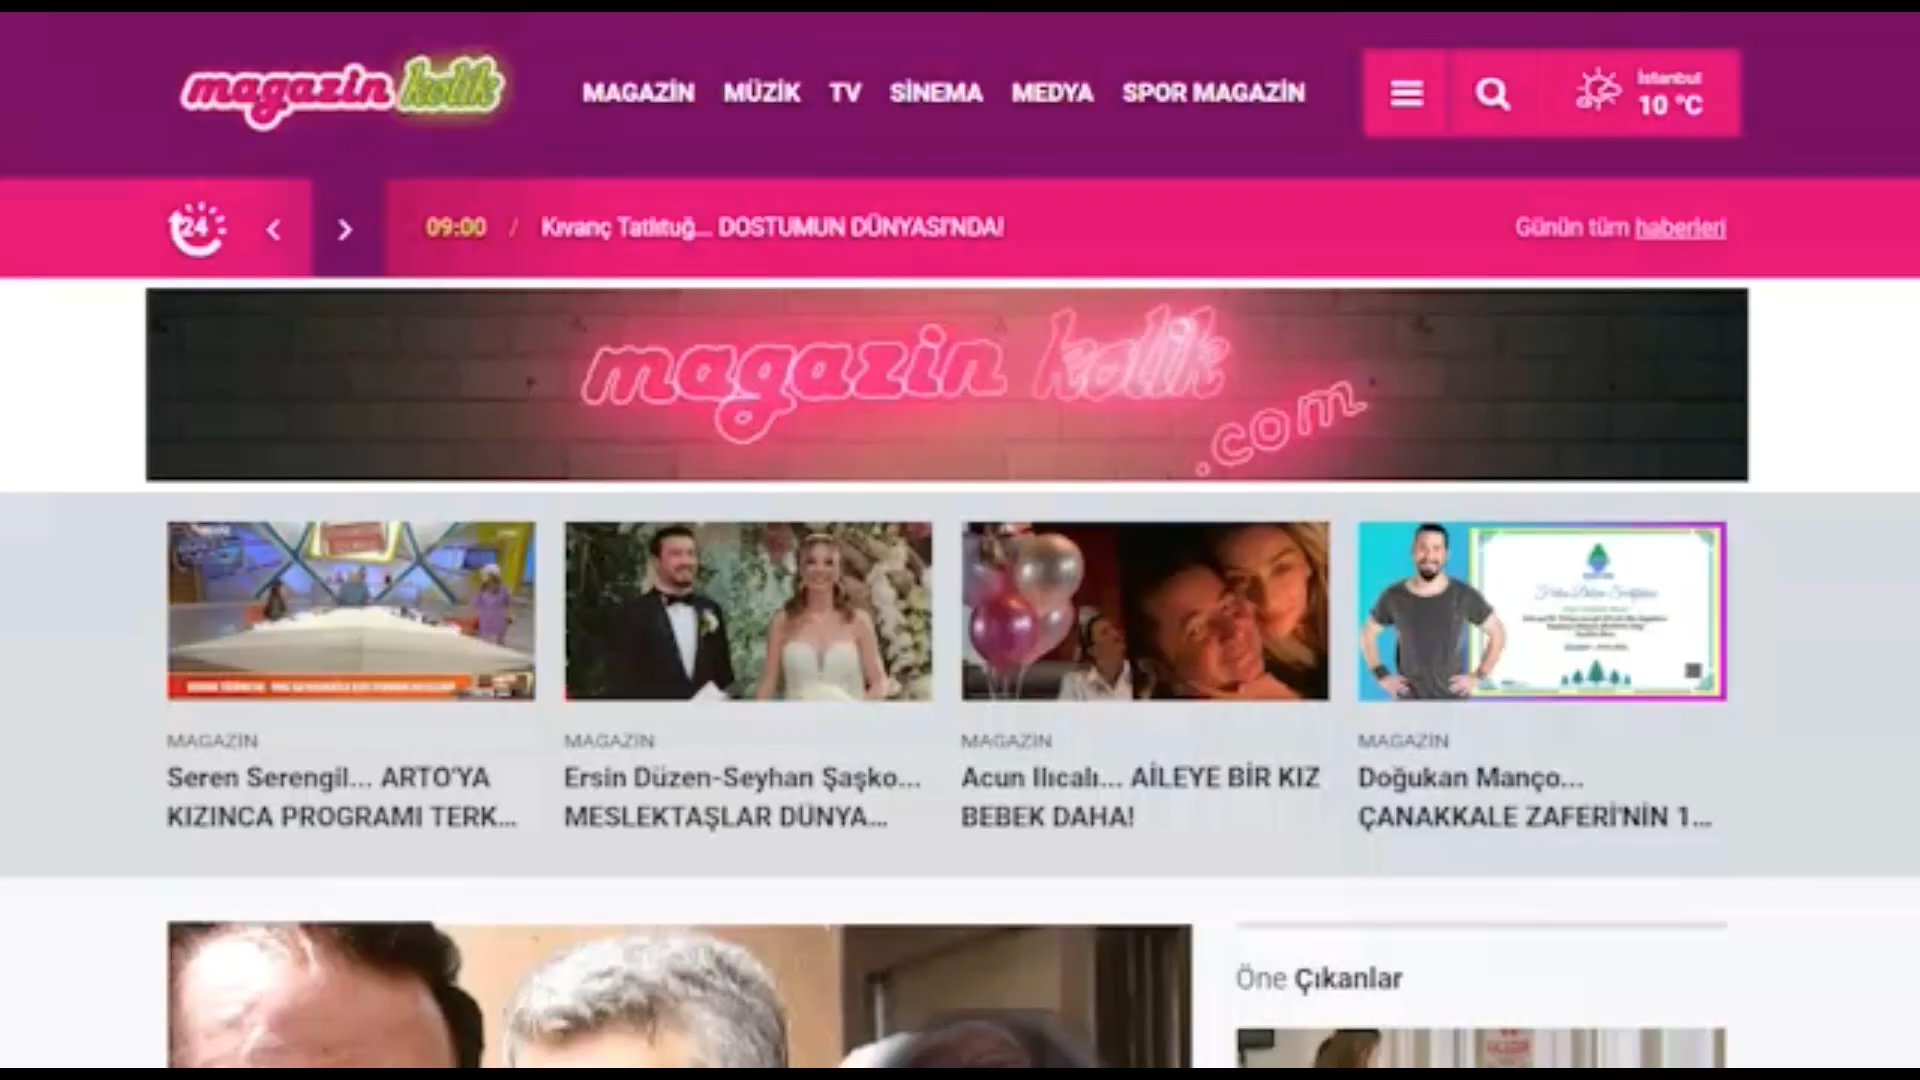 magazin kolik
MAGAZİN MÜZİK TV SİNEMA MEDYA SPOR MAGAZİN
İstanbul
10 °C
24
09:00 / Kıvanç Tatlıtuğ... DOSTUMUN DÜNYASI'NDA!
Günün tüm haberleri
magazin kolik
.com
MAGAZİN
Seren Serengil... ARTO'YA
KIZINCA PROGRAMI TERK...
MAGAZİN
Ersin Düzen-Seyhan Şaşko...
MESLEKTAŞLAR DÜNYA...
MAGAZİN
Acun Ilıcalı... AİLEYE BİR KIZ
BEBEK DAHA!
MAGAZİN
Doğukan Manço...
ÇANAKKALE ZAFERİ'NİN 1...
Öne Çıkanlar